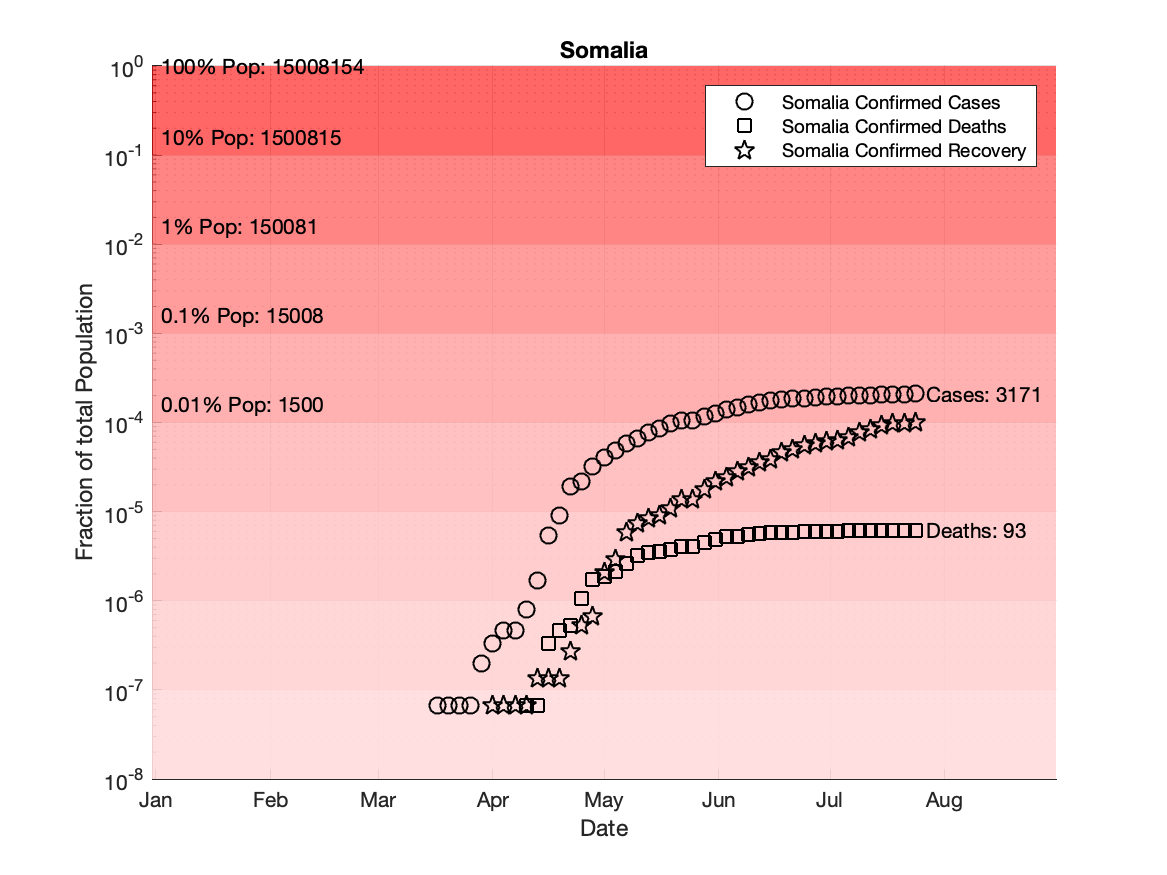 Somalia
10^0
100% Pop: 15008154
Somalia Confirmed Cases
Somalia Confirmed Deaths
Somalia Confirmed Recovery
10% Pop: 1500815
10^-1
1% Pop: 150081
10^-2
0.1% Pop: 15008
10^-3
0.01% Pop: 1500
Cases: 3171
10^-4
10^-5
Deaths: 93
10^-6
10^-7
10^-8
Fraction of total Population
Jan Feb Mar Apr May Jun Jul Aug
Date